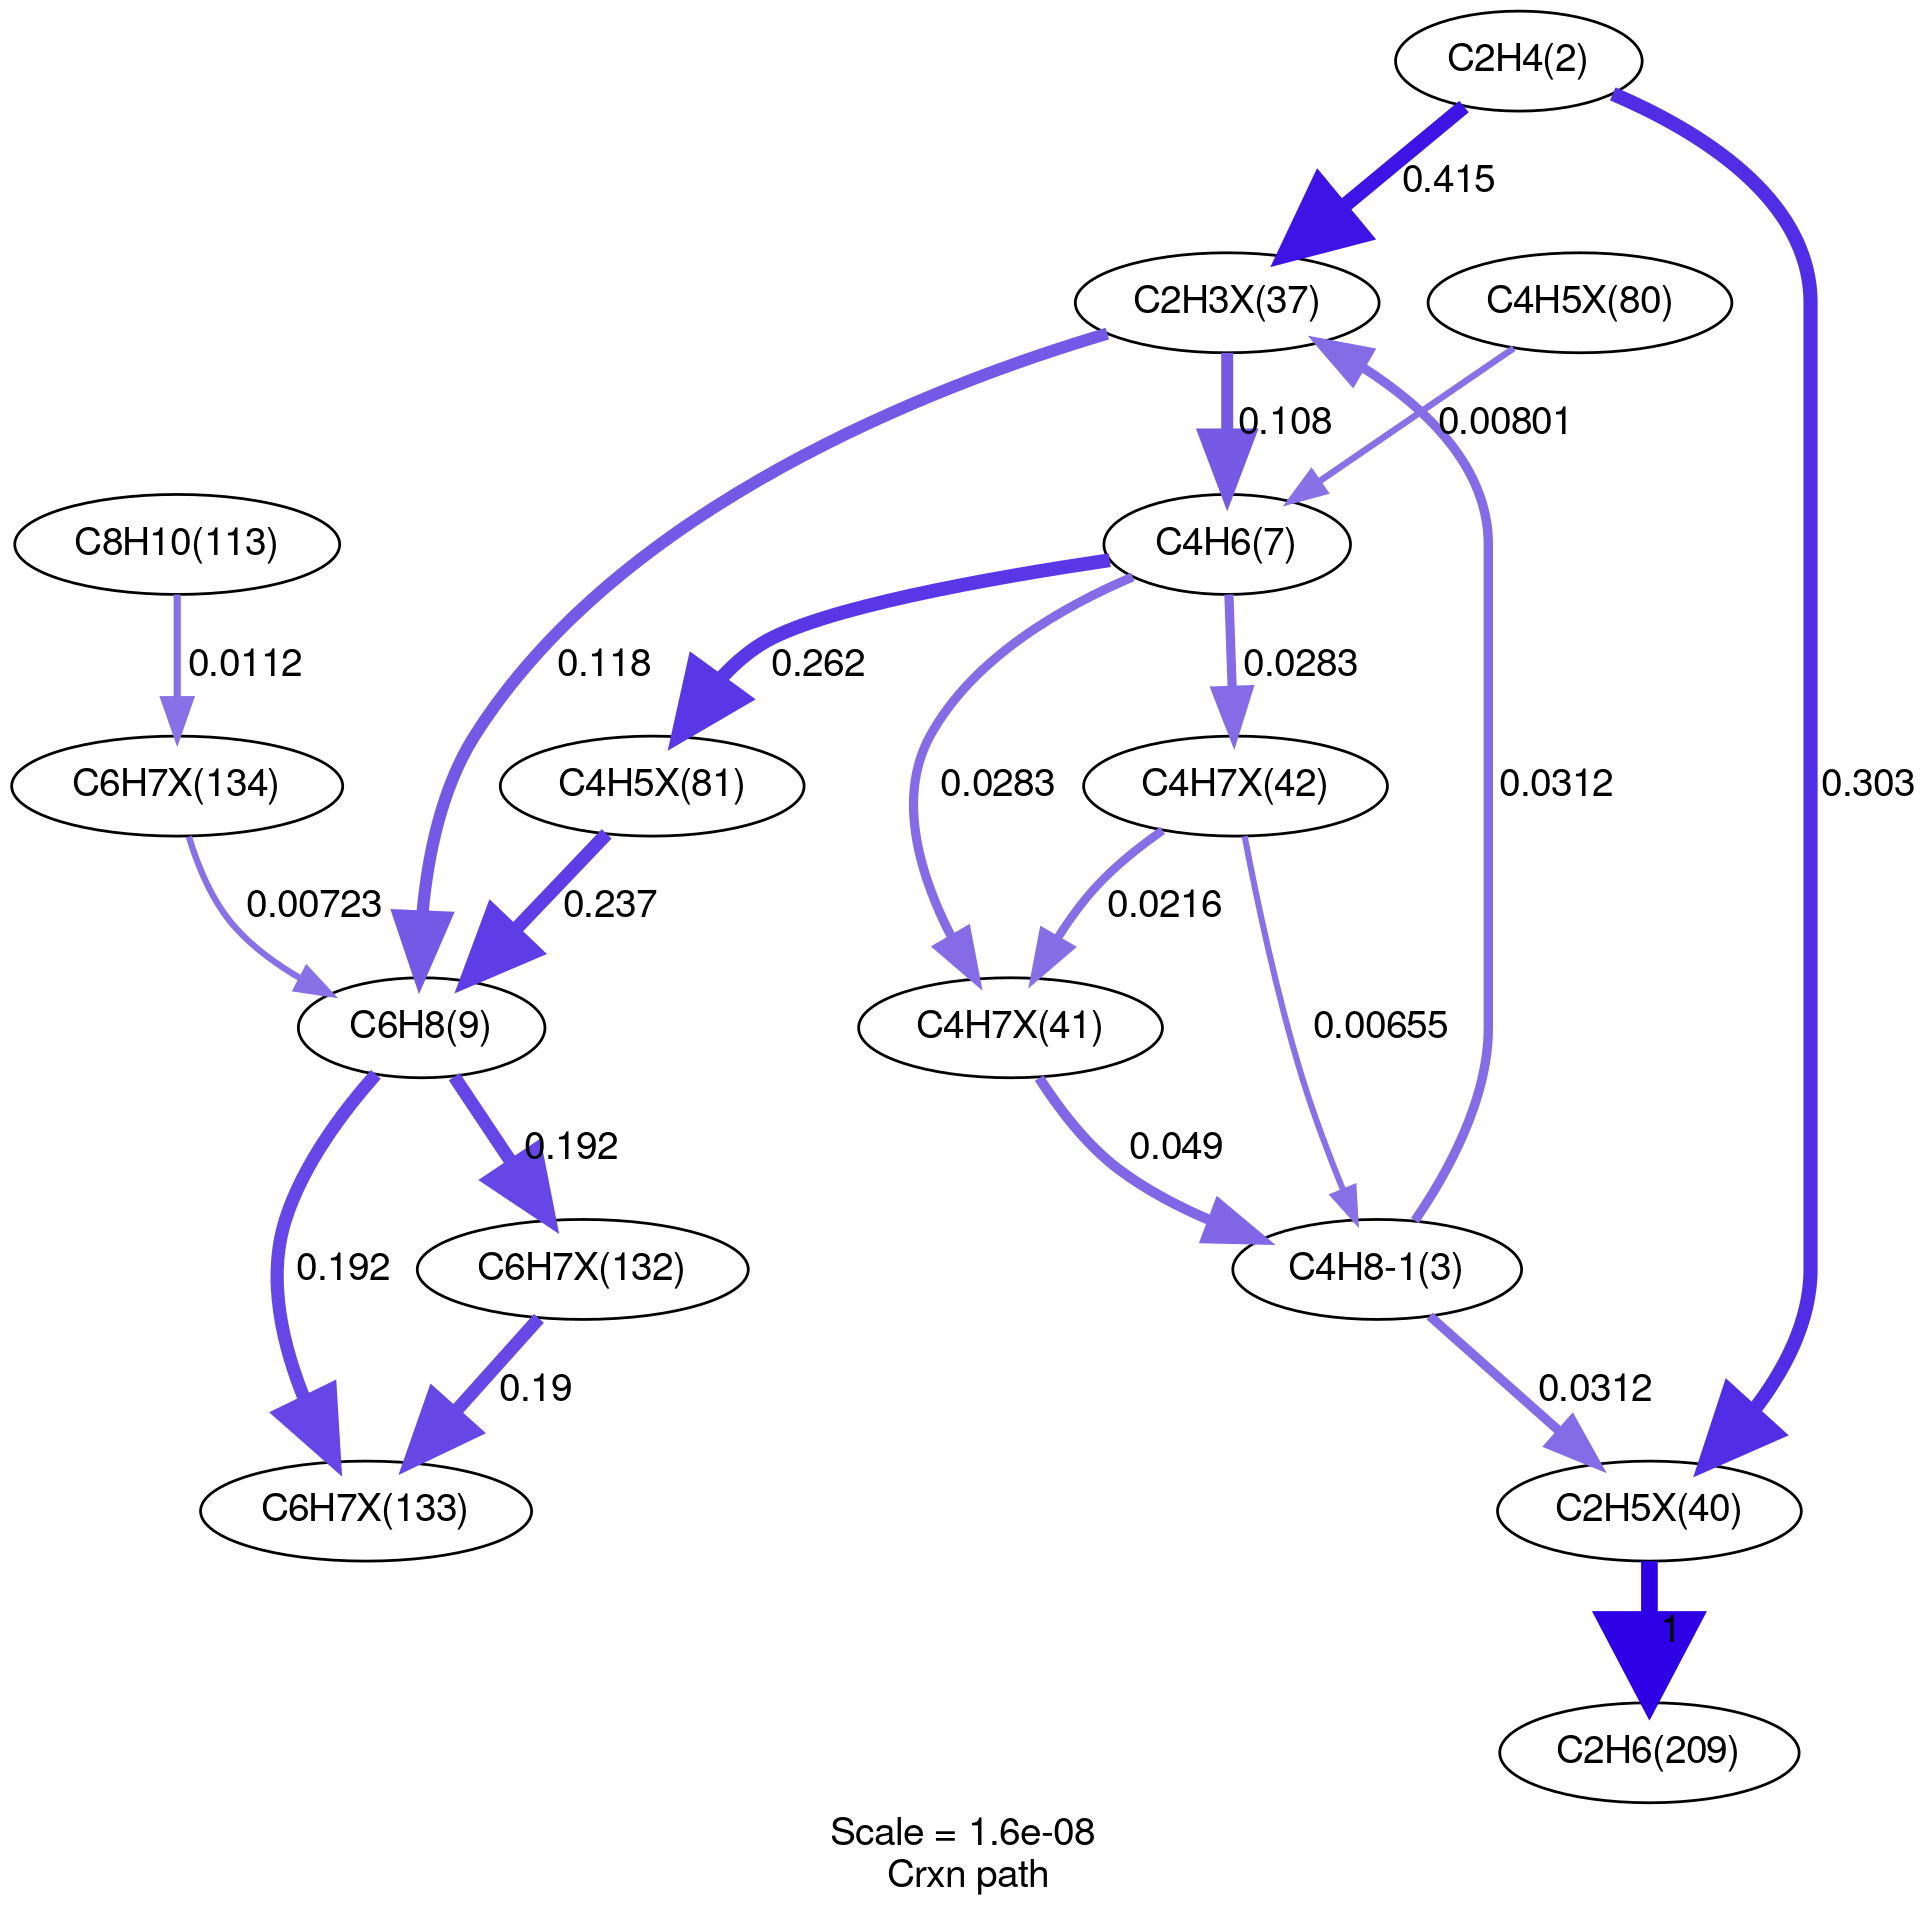 C2H4(2)
0.415
C2H3X(37)
C4H5X(80)
0.108
0.00801
C8H10(113)
C4H6(7)
0.0112
0.118
0.262
0.0283
C6H7X(134)
C4H5X(81)
0.0283
C4H7X(42)
0.0312
0.303
0.00723
0.237
0.0216
C6H8(9)
C4H7X(41)
0.00655
0.192
0.049
0.192
C6H7X(132)
C4H8-1(3)
0.19
0.0312
C6H7X(133)
C2H5X(40)
1
C2H6(209)
Scale = 1.6e-08
Crxn path